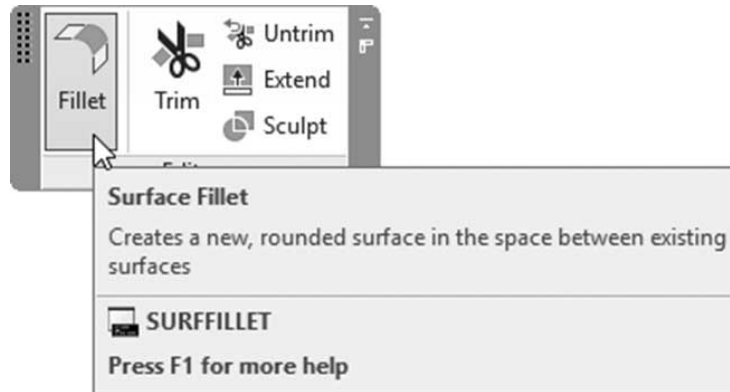 Fillet
Trim
Untrim
Extend
Sculpt
Surface Fillet
Creates a new, rounded surface in the space between existing
surfaces
SURFFILLET
Press F1 for more help